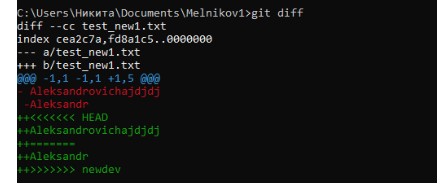 C:\Users\Никита\Documents\Melnikov1>git diff
diff --cc test_new1.txt
index cea2c7a,fd8a1c5..0000000
--- a/test_new1.txt
+++ b/test_new1.txt
@@@ -1,1 -1,1 +1,5 @@@
- Aleksandrovichajdjdj
 -Aleksandr
++<<<<<<< HEAD
++Aleksandrovichajdjdj
++=======
++Aleksandr
++>>>>>>> newdev